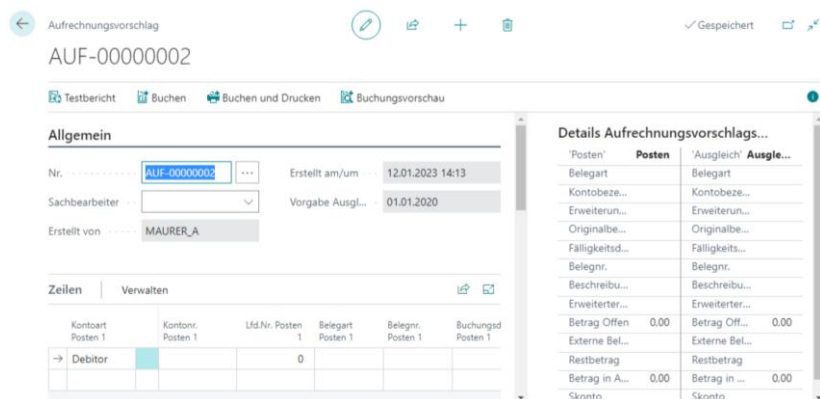 Aufrechnungsvorschlag
Gespeichert
AUF-00000002
Testbericht Buchen Buchen und Drucken Buchungsvorschau
Allgemein
Nr. AUF-00000002 ... Erstellt am/um 12.01.2023 14:13
Sachbearbeiter Vorgabe Ausgl... 01.01.2020
Erstellt von MAURER_A
Zeilen Verwalten
Kontoart Kontonr. Lfd.Nr. Posten Belegart Belegnr. Buchungsd
Posten 1 Posten 1 1 Posten 1 Posten 1 Posten 1
Debitor 0
Details Aufrechnungsvorschlags...
'Posten' Posten 'Ausgleich' Ausgle...
Belegart Belegart
Kontobeze... Kontobeze...
Erweiterun... Erweiterun...
Originalbe... Originalbe...
Fälligkeitsd... Fälligkeits...
Belegnr. Belegnr.
Beschreibu... Beschreibu...
Erweiterter... Erweiterter...
Betrag Offen 0.00 Betrag Off... 0.00
Externe Bel... Externe Bel...
Restbetrag Restbetrag
Betrag in A... 0.00 Betrag in ... 0.00
Skonto Skonto